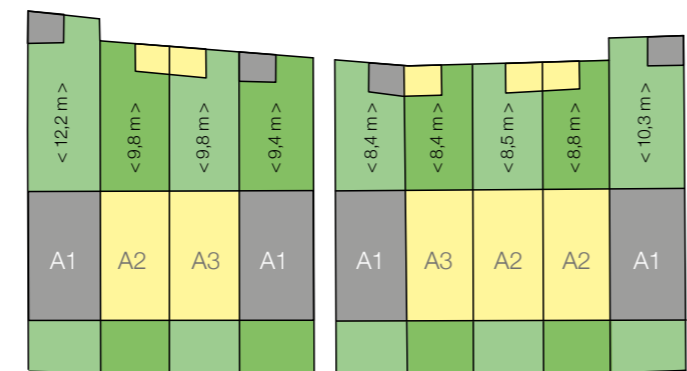 < 12,2 m >
< 9,8 m >
< 9,8 m >
< 9,4 m >
< 8,4 m >
< 8,4 m >
< 8,5 m >
< 8,8 m >
< 10,3 m >
A1
A2
A3
A1
A1
A3
A2
A2
A1